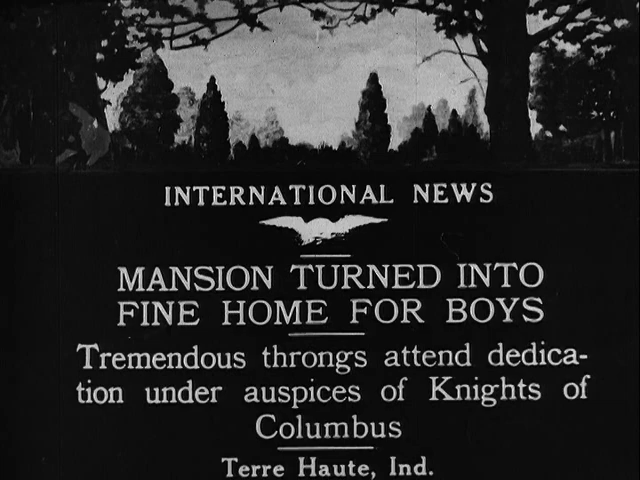 INTERNATIONAL NEWS
MANSION TURNED INTO
FINE HOME FOR BOYS
Tremendous throngs attend dedica-
tion under auspices of Knights of
Columbus
Terre Haute, Ind.